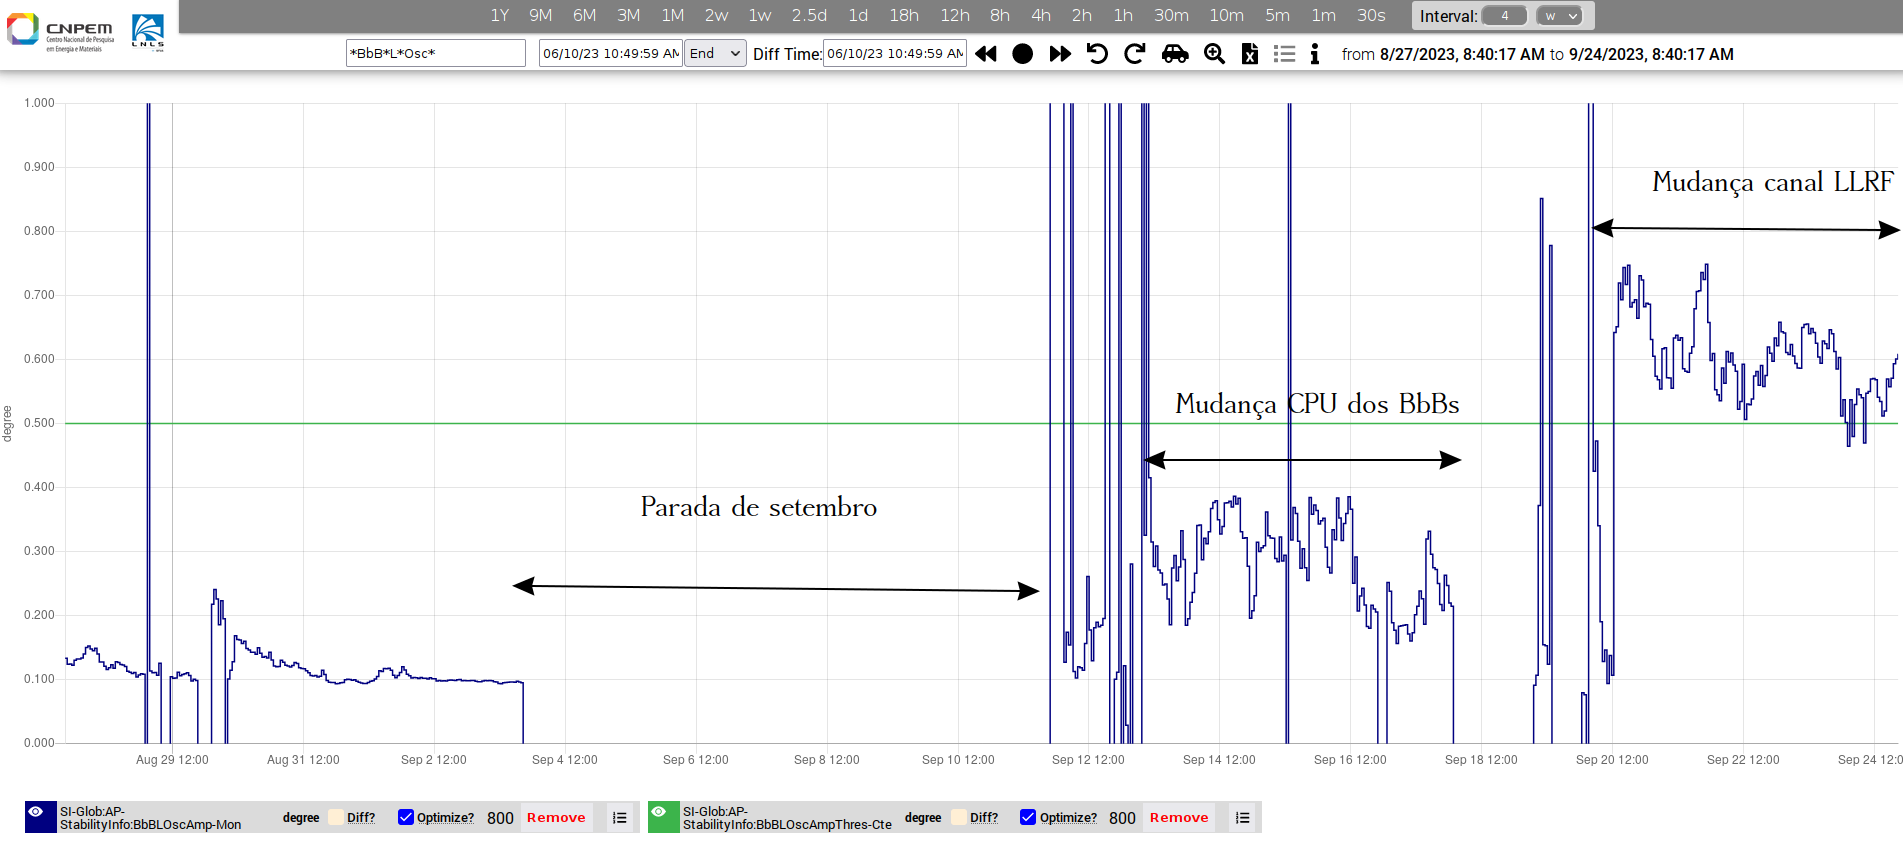 CNPEM
Centro Nacional de Pesquisa
em Energia e Materiais
LNLS
1Y 9M 6M 3M 1M 2w 1w 2.5d 1d 18h 12h 8h 4h 2h 1h 30m 10m 5m 1m 30s Interval: 4 w
*BbB*L*Osc* 06/10/23 10:49:59 AM End Diff Time: 06/10/23 10:49:59 AM from 8/27/2023, 8:40:17 AM to 9/24/2023, 8:40:17 AM
1.000
0.900
0.800
0.700
0.600
0.500
0.400
0.300
0.200
0.100
0.000
degree
Mudança canal LLRF
Mudança CPU dos BbBs
Parada de setembro
Aug 29 12:00 Aug 31 12:00 Sep 2 12:00 Sep 4 12:00 Sep 6 12:00 Sep 8 12:00 Sep 10 12:00 Sep 12 12:00 Sep 14 12:00 Sep 16 12:00 Sep 18 12:00 Sep 20 12:00 Sep 22 12:00 Sep 24 12:0
SI-Glob:AP-
StabilityInfo:BbBLOscAmp-Mon degree Diff? Optimize? 800 Remove
SI-Glob:AP-
StabilityInfo:BbBLOscAmpThres-Cte degree Diff? Optimize? 800 Remove